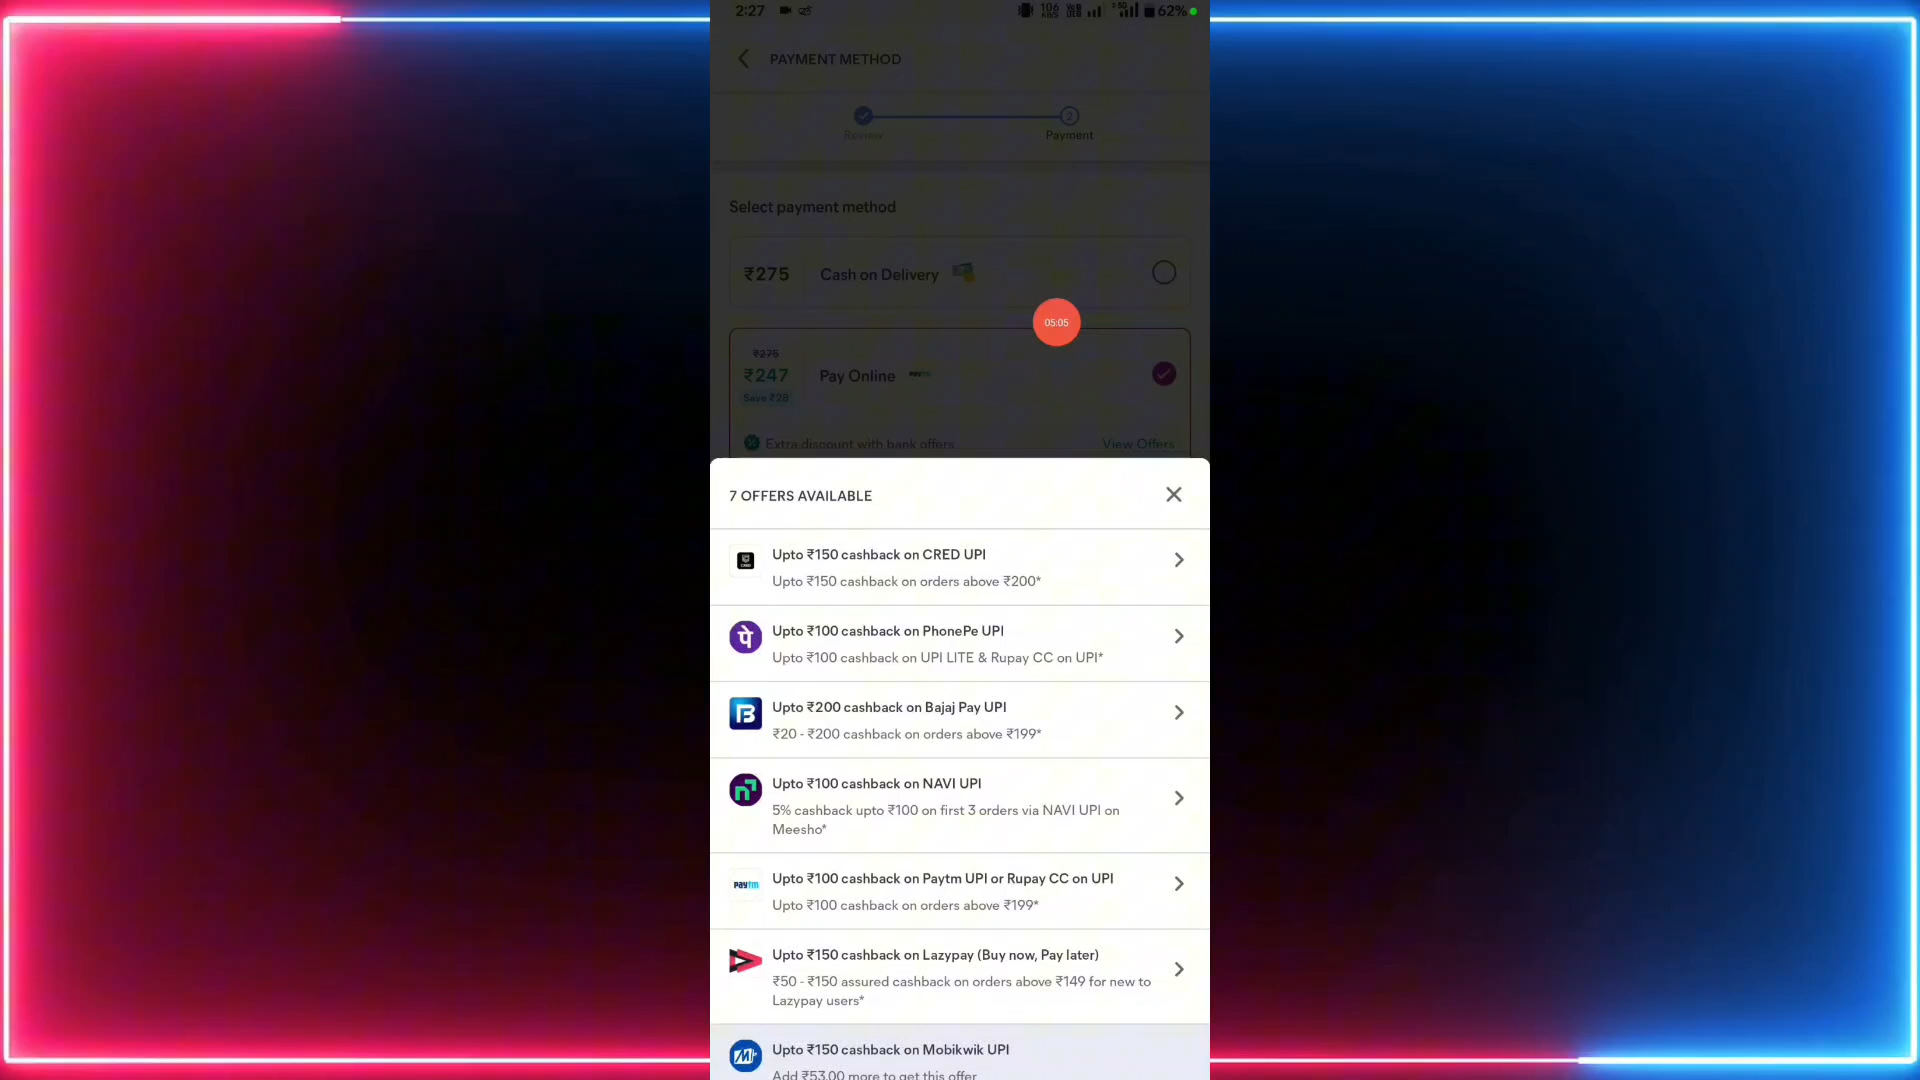 2:27
106
KB/S
5G
62%
PAYMENT METHOD
2
Review
Payment
Select payment method
₹275
Cash on Delivery
05:05
₹275
₹247
Pay Online
paytm
Save ₹28
Extra discount with bank offers
View Offers
7 OFFERS AVAILABLE
Upto ₹150 cashback on CRED UPI
Upto ₹150 cashback on orders above ₹200*
पे
Upto ₹100 cashback on PhonePe UPI
Upto ₹100 cashback on UPI LITE & Rupay CC on UPI*
B
Upto ₹200 cashback on Bajaj Pay UPI
₹20 - ₹200 cashback on orders above ₹199*
n
Upto ₹100 cashback on NAVI UPI
5% cashback upto ₹100 on first 3 orders via NAVI UPI on
Meesho*
paytm
Upto ₹100 cashback on Paytm UPI or Rupay CC on UPI
Upto ₹100 cashback on orders above ₹199*
Upto ₹150 cashback on Lazypay (Buy now, Pay later)
₹50 - ₹150 assured cashback on orders above ₹149 for new to
Lazypay users*
Upto ₹150 cashback on Mobikwik UPI
Add ₹53.00 more to get this offer